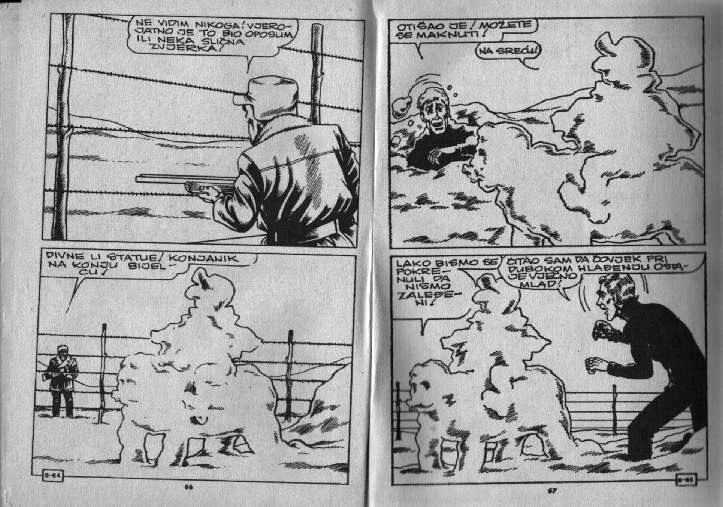 NE VIDIM NIKOGA! VJERO-
JATNO JE TO BIO OPOSUM
ILI NEKA SLIČNA
ZVJERKA!
DIVNE LI STATUE! KONJANIK
NA KONJU BIJEL-
CU!
66
OTIŠAO JE! MOŽETE
SE MAKNUTI!
NA SREĆU!
LAKO BISMO SE
POKRE-
NULI DA
NISMO
ZALEĐE-
NI!
ČITAO SAM DA ČOVJEK PRI
DUBOKOM HLAĐENJU OSTA-
JE VJEČNO
MLAD!
67